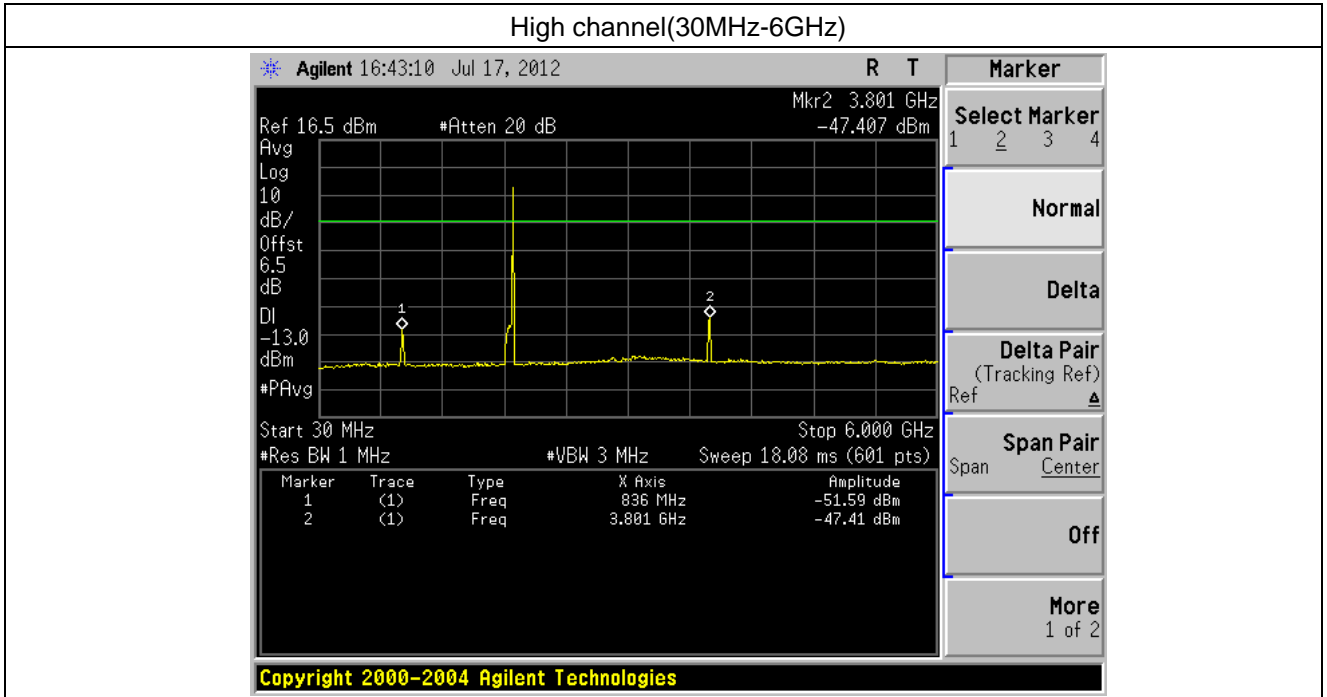 High channel(30MHz-6GHz)
Agilent 16:43:10 Jul 17, 2012 R T
Mkr2 3.801 GHz
Ref 16.5 dBm #Atten 20 dB -47.407 dBm
Avg
Log
10
dB/
Offst
6.5
dB
DI
-13.0
dBm
#PAvg
1
2
Start 30 MHz Stop 6.000 GHz
#Res BW 1 MHz #VBW 3 MHz Sweep 18.08 ms (601 pts)
Marker Trace Type X Axis Amplitude
1 (1) Freq 836 MHz -51.59 dBm
2 (1) Freq 3.801 GHz -47.41 dBm
Copyright 2000-2004 Agilent Technologies
Marker
Select Marker
1 2 3 4
Normal
Delta
Delta Pair
(Tracking Ref)
Ref Δ
Span Pair
Span Center
Off
More
1 of 2